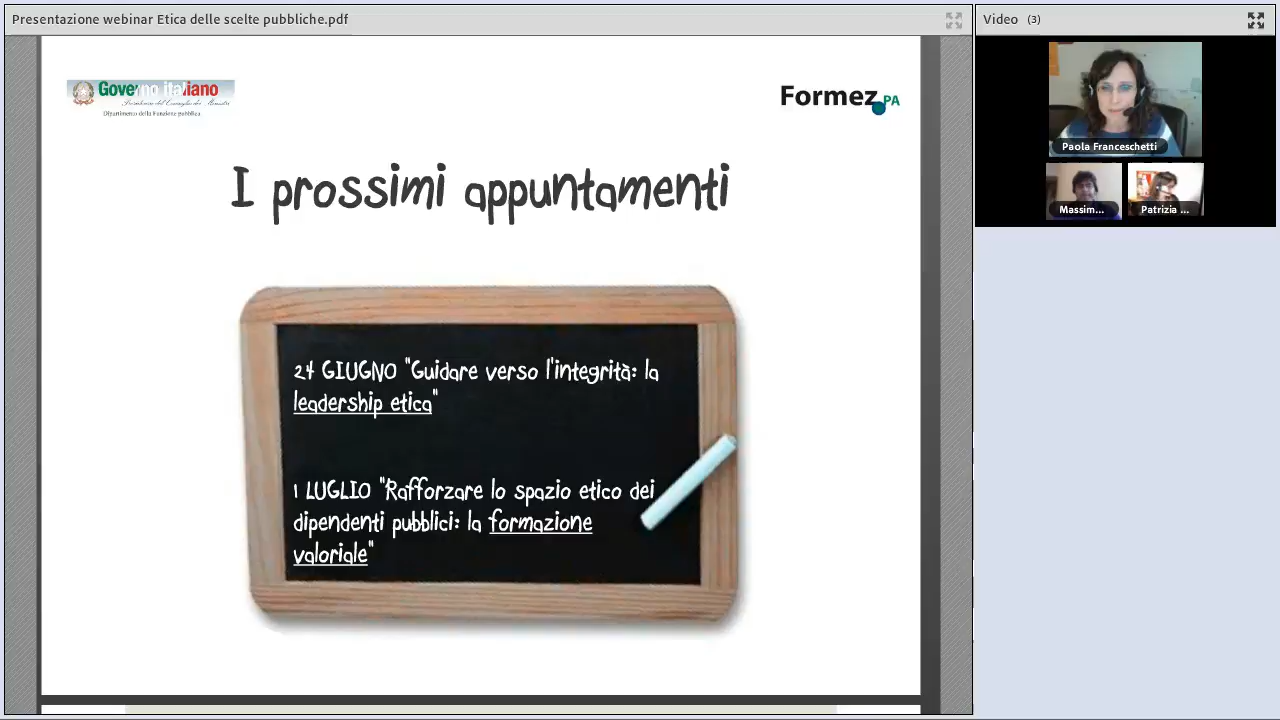 Presentazione webinar Etica delle scelte pubbliche.pdf
Video (3)
Governo italiano
Presidenza del Consiglio dei Ministri
Dipartimento della Funzione pubblica
Formez PA
I prossimi appuntamenti
24 GIUGNO "Guidare verso l'integrità: la
leadership etica"
1 LUGLIO "Rafforzare lo spazio etico dei
dipendenti pubblici: la formazione
valoriale"
Paola Franceschetti
Massim...
Patrizia ...